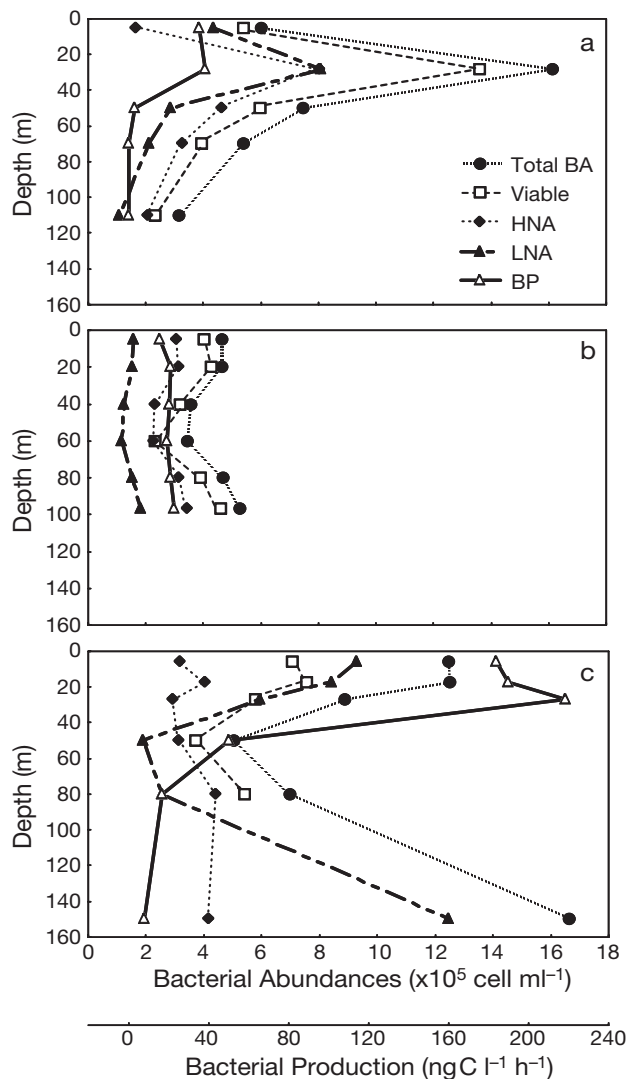 a
0
20
40
60
80
100
120
140
160
Depth (m)
Total BA
Viable
HNA
LNA
BP
b
0
20
40
60
80
100
120
140
160
Depth (m)
c
0
20
40
60
80
100
120
140
160
Depth (m)
0 2 4 6 8 10 12 14 16 18
Bacterial Abundances (x10⁵ cell ml⁻¹)
0 40 80 120 160 200 240
Bacterial Production (ngC l⁻¹ h⁻¹)